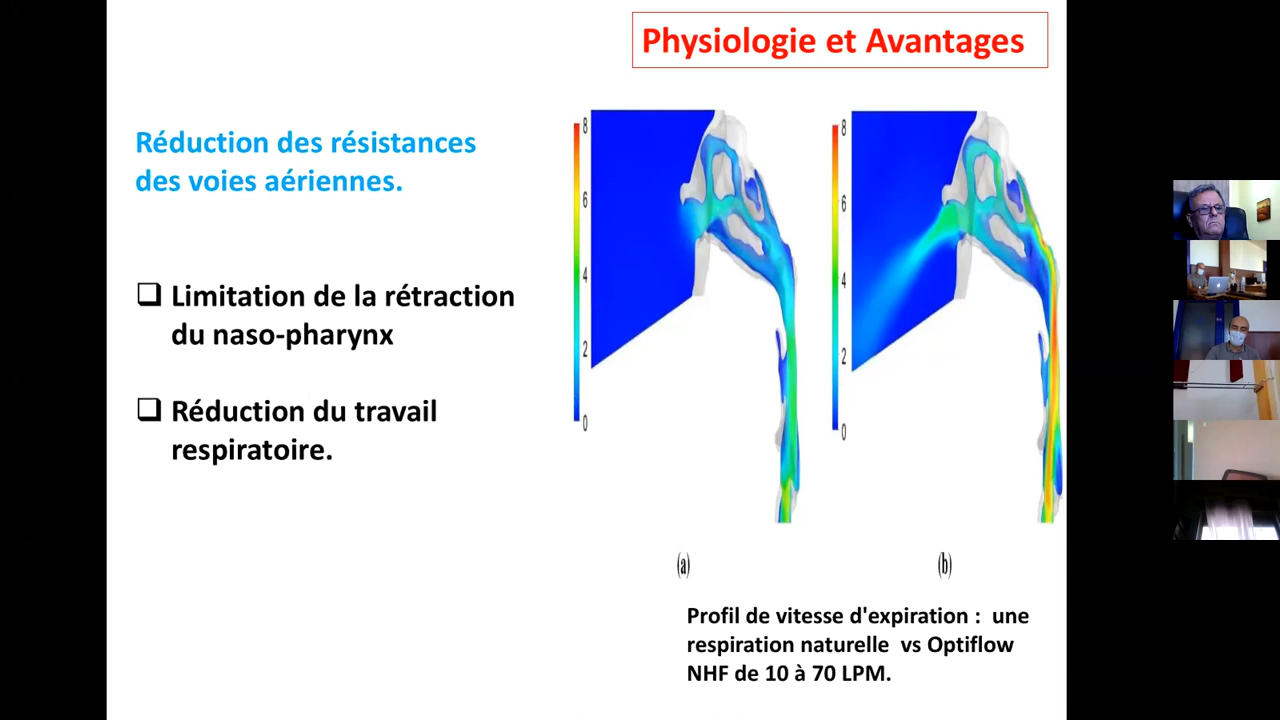 Physiologie et Avantages
Réduction des résistances
des voies aériennes.
❑ Limitation de la rétraction
du naso-pharynx
❑ Réduction du travail
respiratoire.
8
6
4
2
0
8
6
4
2
0
(a)
(b)
Profil de vitesse d'expiration : une
respiration naturelle vs Optiflow
NHF de 10 à 70 LPM.